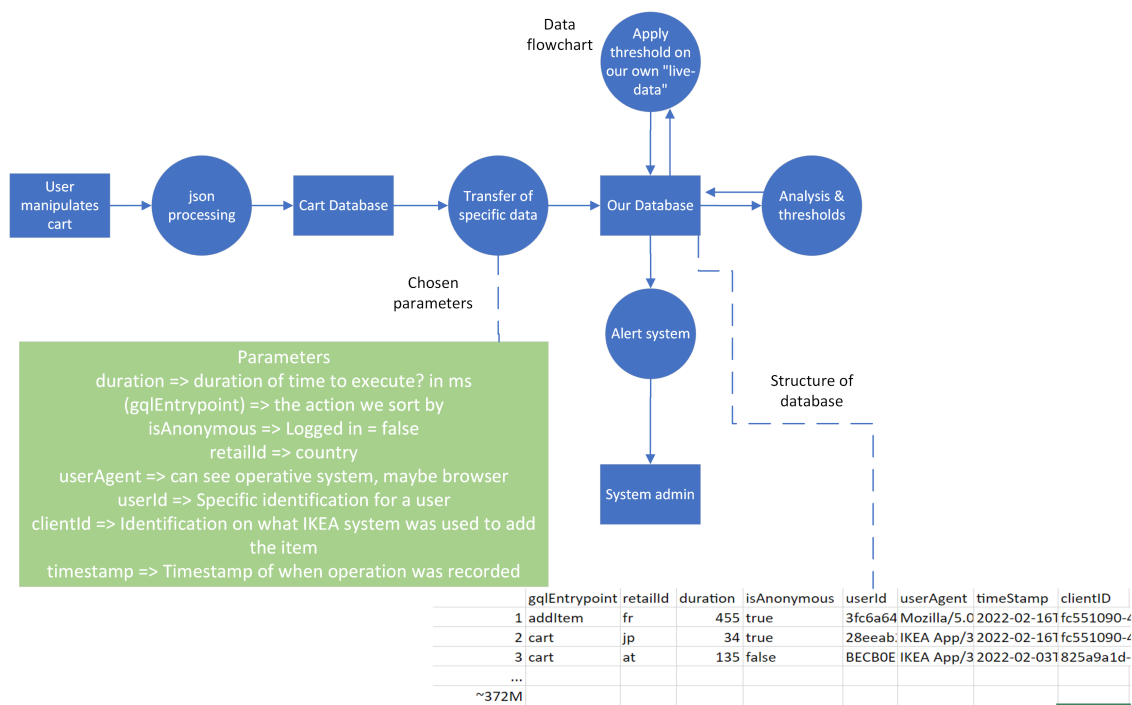 Data
flowchart
Apply
threshold on
our own "live-
data"
User
manipulates
cart
json
processing
Cart Database
Transfer of
specific data
Our Database
Analysis &
thresholds
Chosen
parameters
Alert system
Structure of
database
System admin
Parameters
duration => duration of time to execute? in ms
(gqlEntrypoint) => the action we sort by
isAnonymous => Logged in = false
retailId => country
userAgent => can see operative system, maybe browser
userId => Specific identification for a user
clientId => Identification on what IKEA system was used to add
the item
timestamp => Timestamp of when operation was recorded
gqlEntrypoint retailId duration isAnonymous userId userAgent timeStamp clientID
1 addItem fr 455 true 3fc6a64 Mozilla/5.0 2022-02-16T fc551090-4
2 cart jp 34 true 28eeab IKEA App/3 2022-02-16T fc551090-4
3 cart at 135 false BECB0E IKEA App/3 2022-02-03T 825a9a1d-
...
~372M